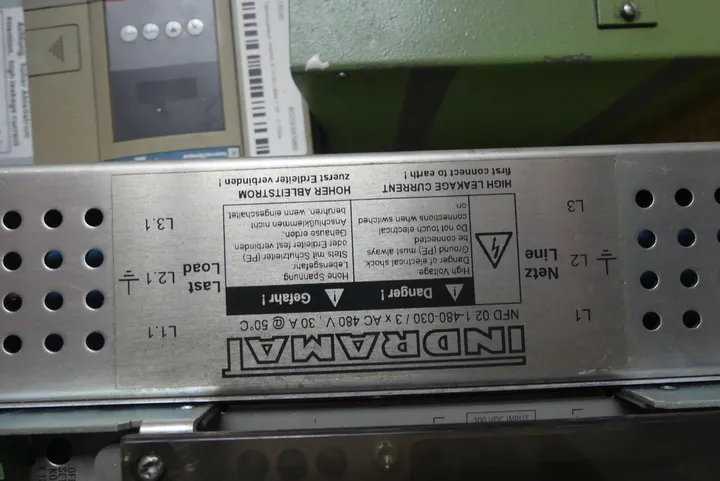 INDRAMAT
NFD 02.1-480-030 / 3 x AC 480 V , 30 A @ 50°C
Danger !
High Voltage
Danger of electrical shock.
Ground (PE) must always
be connected
Do not touch electrical
connections when switched
on
Gefahr !
Hohe Spannung
Lebensgefahr
Stets mit Schutzleiter (PE)
oder Erdleiter fest verbinden
Gehäuse erden.
Anschlußklemmen nicht
berühren, wenn eingeschaltet
HIGH LEAKAGE CURRENT
first connect to earth !
HOHER ABLEITSTROM
zuerst Erdleiter verbinden !
L1
L2
L3
Netz
Line
Last
Load
L1.1
L2.1
L3.1
Attention, high leakage current